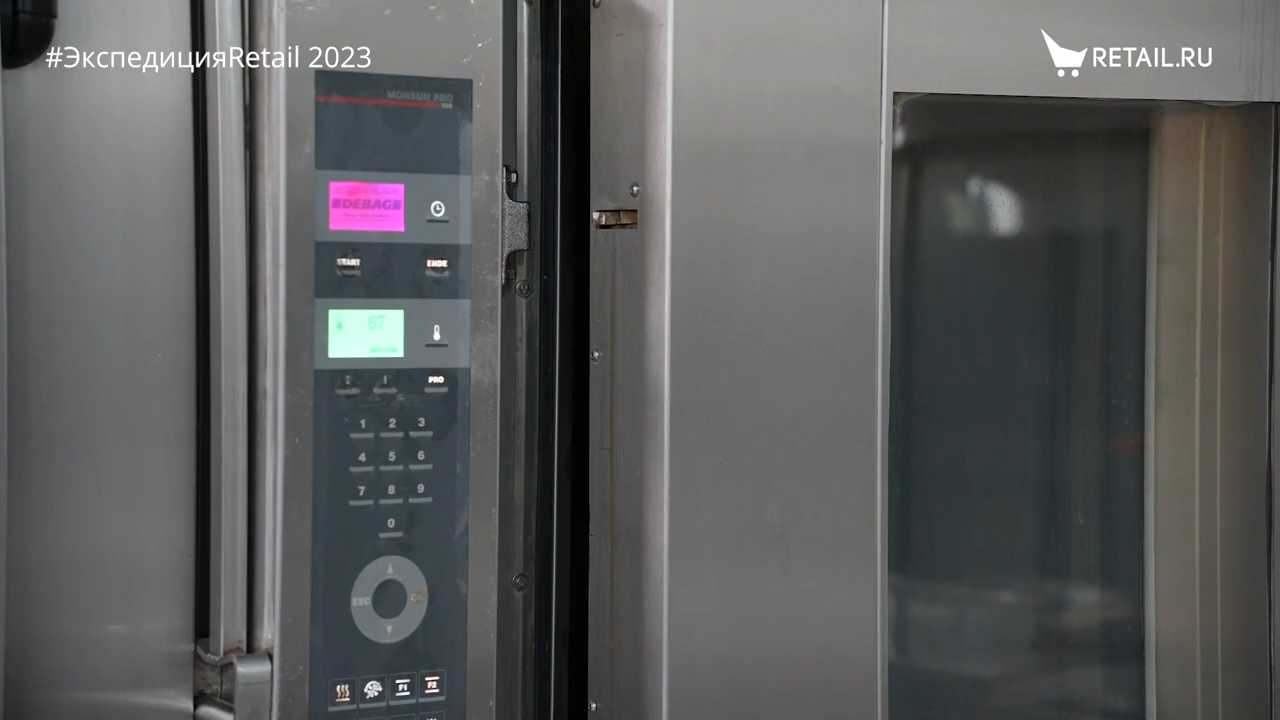 #ЭкспедицияRetail 2023
RETAIL.RU
MONSUN PRO
DEBAG
START
ENDE
67
PRO
1 2 3
4 5 6
7 8 9
0
ESC OK
F1 F2